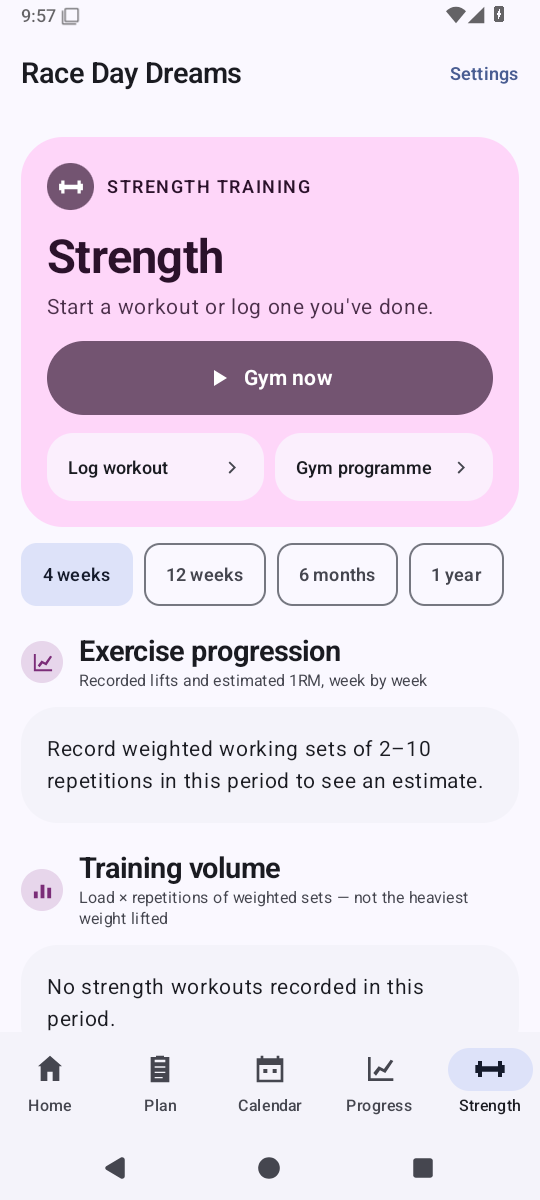 9:57
Race Day Dreams
Settings
STRENGTH TRAINING
Strength
Start a workout or log one you've done.
Gym now
Log workout
Gym programme
4 weeks
12 weeks
6 months
1 year
Exercise progression
Recorded lifts and estimated 1RM, week by week
Record weighted working sets of 2–10
repetitions in this period to see an estimate.
Training volume
Load × repetitions of weighted sets — not the heaviest
weight lifted
No strength workouts recorded in this
period.
Home
Plan
Calendar
Progress
Strength